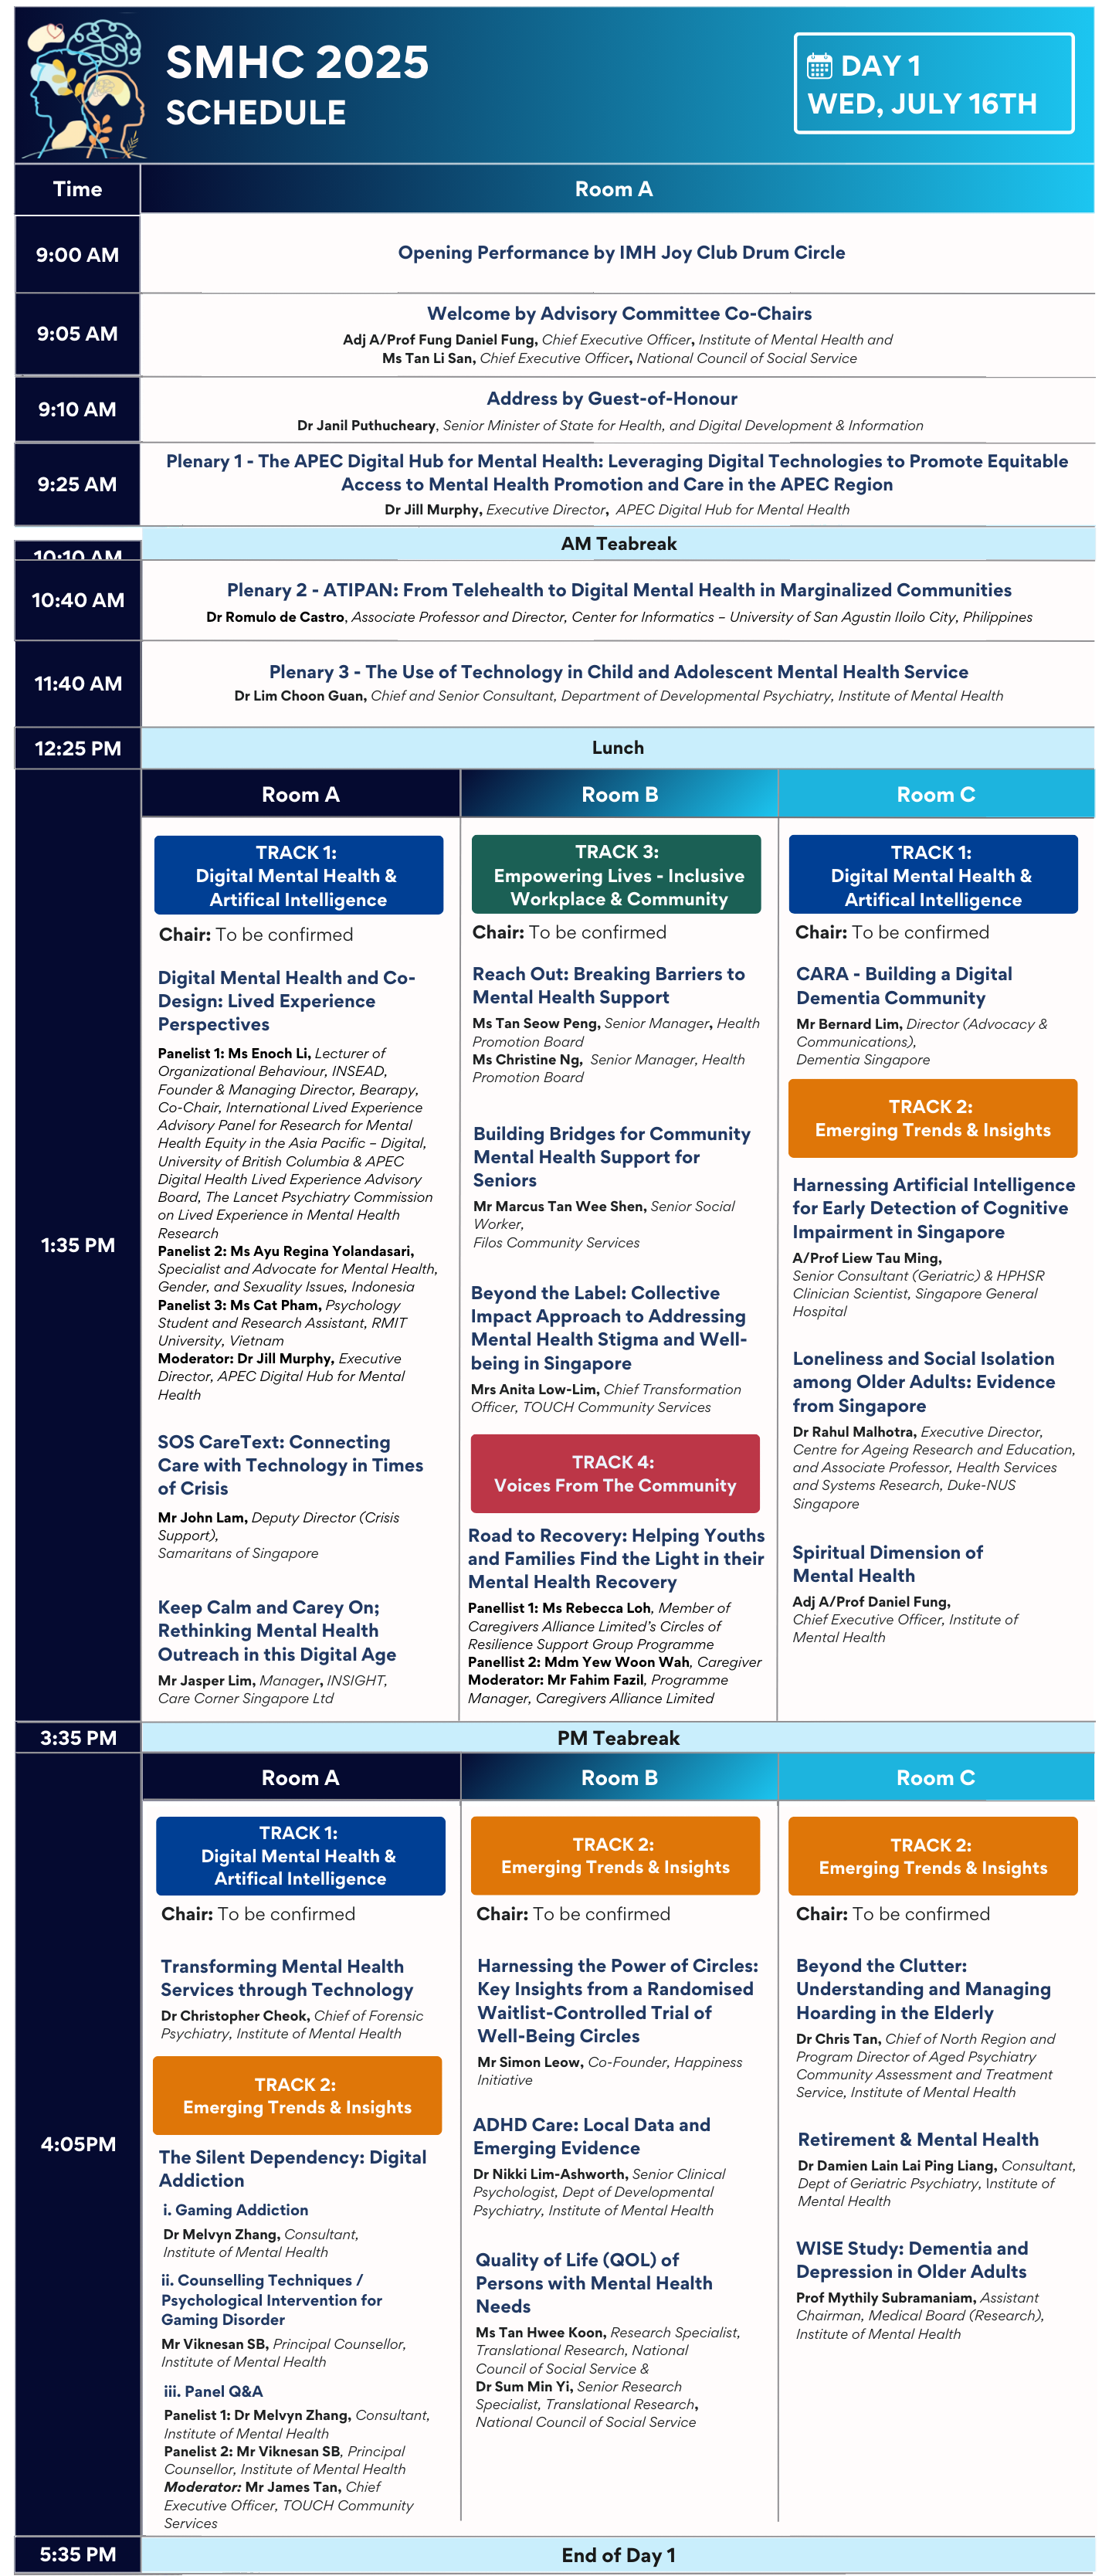 SMHC 2025
SCHEDULE
DAY 1
WED, JULY 16TH
Time
Room A
9:00 AM
Opening Performance by IMH Joy Club Drum Circle
9:05 AM
Welcome by Advisory Committee Co-Chairs
Adj A/Prof Fung Daniel Fung, Chief Executive Officer, Institute of Mental Health and
Ms Tan Li San, Chief Executive Officer, National Council of Social Service
9:10 AM
Address by Guest-of-Honour
Dr Janil Puthucheary, Senior Minister of State for Health, and Digital Development & Information
9:25 AM
Plenary 1 - The APEC Digital Hub for Mental Health: Leveraging Digital Technologies to Promote Equitable
Access to Mental Health Promotion and Care in the APEC Region
Dr Jill Murphy, Executive Director, APEC Digital Hub for Mental Health
10:10 AM
AM Teabreak
10:40 AM
Plenary 2 - ATIPAN: From Telehealth to Digital Mental Health in Marginalized Communities
Dr Romulo de Castro, Associate Professor and Director, Center for Informatics – University of San Agustin Iloilo City, Philippines
11:40 AM
Plenary 3 - The Use of Technology in Child and Adolescent Mental Health Service
Dr Lim Choon Guan, Chief and Senior Consultant, Department of Developmental Psychiatry, Institute of Mental Health
12:25 PM
Lunch
1:35 PM
Room A
TRACK 1:
Digital Mental Health &
Artifical Intelligence
Chair: To be confirmed
Digital Mental Health and Co-
Design: Lived Experience
Perspectives
Panelist 1: Ms Enoch Li, Lecturer of
Organizational Behaviour, INSEAD,
Founder & Managing Director, Bearapy,
Co-Chair, International Lived Experience
Advisory Panel for Research for Mental
Health Equity in the Asia Pacific – Digital,
University of British Columbia & APEC
Digital Health Lived Experience Advisory
Board, The Lancet Psychiatry Commission
on Lived Experience in Mental Health
Research
Panelist 2: Ms Ayu Regina Yolandasari,
Specialist and Advocate for Mental Health,
Gender, and Sexuality Issues, Indonesia
Panelist 3: Ms Cat Pham, Psychology
Student and Research Assistant, RMIT
University, Vietnam
Moderator: Dr Jill Murphy, Executive
Director, APEC Digital Hub for Mental
Health
SOS CareText: Connecting
Care with Technology in Times
of Crisis
Mr John Lam, Deputy Director (Crisis
Support),
Samaritans of Singapore
Keep Calm and Carey On;
Rethinking Mental Health
Outreach in this Digital Age
Mr Jasper Lim, Manager, INSIGHT,
Care Corner Singapore Ltd
Room B
TRACK 3:
Empowering Lives - Inclusive
Workplace & Community
Chair: To be confirmed
Reach Out: Breaking Barriers to
Mental Health Support
Ms Tan Seow Peng, Senior Manager, Health
Promotion Board
Ms Christine Ng, Senior Manager, Health
Promotion Board
Building Bridges for Community
Mental Health Support for
Seniors
Mr Marcus Tan Wee Shen, Senior Social
Worker,
Filos Community Services
Beyond the Label: Collective
Impact Approach to Addressing
Mental Health Stigma and Well-
being in Singapore
Mrs Anita Low-Lim, Chief Transformation
Officer, TOUCH Community Services
TRACK 4:
Voices From The Community
Road to Recovery: Helping Youths
and Families Find the Light in their
Mental Health Recovery
Panellist 1: Ms Rebecca Loh, Member of
Caregivers Alliance Limited's Circles of
Resilience Support Group Programme
Panellist 2: Mdm Yew Woon Wah, Caregiver
Moderator: Mr Fahim Fazil, Programme
Manager, Caregivers Alliance Limited
Room C
TRACK 1:
Digital Mental Health &
Artifical Intelligence
Chair: To be confirmed
CARA - Building a Digital
Dementia Community
Mr Bernard Lim, Director (Advocacy &
Communications),
Dementia Singapore
TRACK 2:
Emerging Trends & Insights
Harnessing Artificial Intelligence
for Early Detection of Cognitive
Impairment in Singapore
A/Prof Liew Tau Ming,
Senior Consultant (Geriatric) & HPHSR
Clinician Scientist, Singapore General
Hospital
Loneliness and Social Isolation
among Older Adults: Evidence
from Singapore
Dr Rahul Malhotra, Executive Director,
Centre for Ageing Research and Education,
and Associate Professor, Health Services
and Systems Research, Duke-NUS
Singapore
Spiritual Dimension of
Mental Health
Adj A/Prof Daniel Fung,
Chief Executive Officer, Institute of
Mental Health
3:35 PM
PM Teabreak
4:05PM
Room A
TRACK 1:
Digital Mental Health &
Artifical Intelligence
Chair: To be confirmed
Transforming Mental Health
Services through Technology
Dr Christopher Cheok, Chief of Forensic
Psychiatry, Institute of Mental Health
TRACK 2:
Emerging Trends & Insights
The Silent Dependency: Digital
Addiction
i. Gaming Addiction
Dr Melvyn Zhang, Consultant,
Institute of Mental Health
ii. Counselling Techniques /
Psychological Intervention for
Gaming Disorder
Mr Viknesan SB, Principal Counsellor,
Institute of Mental Health
iii. Panel Q&A
Panelist 1: Dr Melvyn Zhang, Consultant,
Institute of Mental Health
Panelist 2: Mr Viknesan SB, Principal
Counsellor, Institute of Mental Health
Moderator: Mr James Tan, Chief
Executive Officer, TOUCH Community
Services
Room B
TRACK 2:
Emerging Trends & Insights
Chair: To be confirmed
Harnessing the Power of Circles:
Key Insights from a Randomised
Waitlist-Controlled Trial of
Well-Being Circles
Mr Simon Leow, Co-Founder, Happiness
Initiative
ADHD Care: Local Data and
Emerging Evidence
Dr Nikki Lim-Ashworth, Senior Clinical
Psychologist, Dept of Developmental
Psychiatry, Institute of Mental Health
Quality of Life (QOL) of
Persons with Mental Health
Needs
Ms Tan Hwee Koon, Research Specialist,
Translational Research, National
Council of Social Service &
Dr Sum Min Yi, Senior Research
Specialist, Translational Research,
National Council of Social Service
Room C
TRACK 2:
Emerging Trends & Insights
Chair: To be confirmed
Beyond the Clutter:
Understanding and Managing
Hoarding in the Elderly
Dr Chris Tan, Chief of North Region and
Program Director of Aged Psychiatry
Community Assessment and Treatment
Service, Institute of Mental Health
Retirement & Mental Health
Dr Damien Lain Lai Ping Liang, Consultant,
Dept of Geriatric Psychiatry, Institute of
Mental Health
WISE Study: Dementia and
Depression in Older Adults
Prof Mythily Subramaniam, Assistant
Chairman, Medical Board (Research),
Institute of Mental Health
5:35 PM
End of Day 1